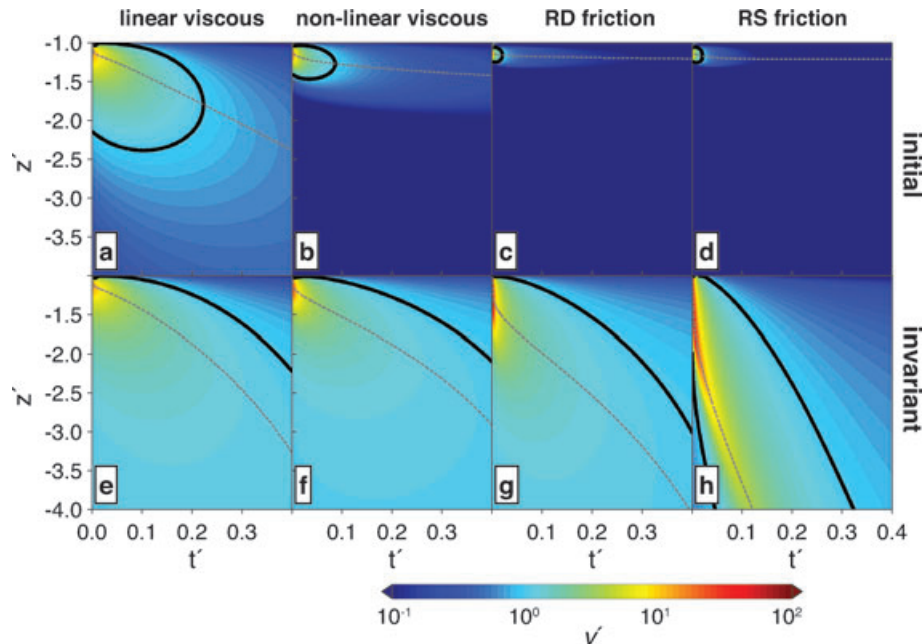 linear viscous
non-linear viscous
RD friction
RS friction
-1.0
-1.5
-2.0
-2.5
-3.0
-3.5
z´
a
b
c
d
initial
-1.5
-2.0
-2.5
-3.0
-3.5
-4.0
z´
e
f
g
h
invariant
0.0 0.1 0.2 0.3
0.1 0.2 0.3
0.1 0.2 0.3
0.1 0.2 0.3 0.4
t´
t´
t´
t´
10-1 100 101 102
v´